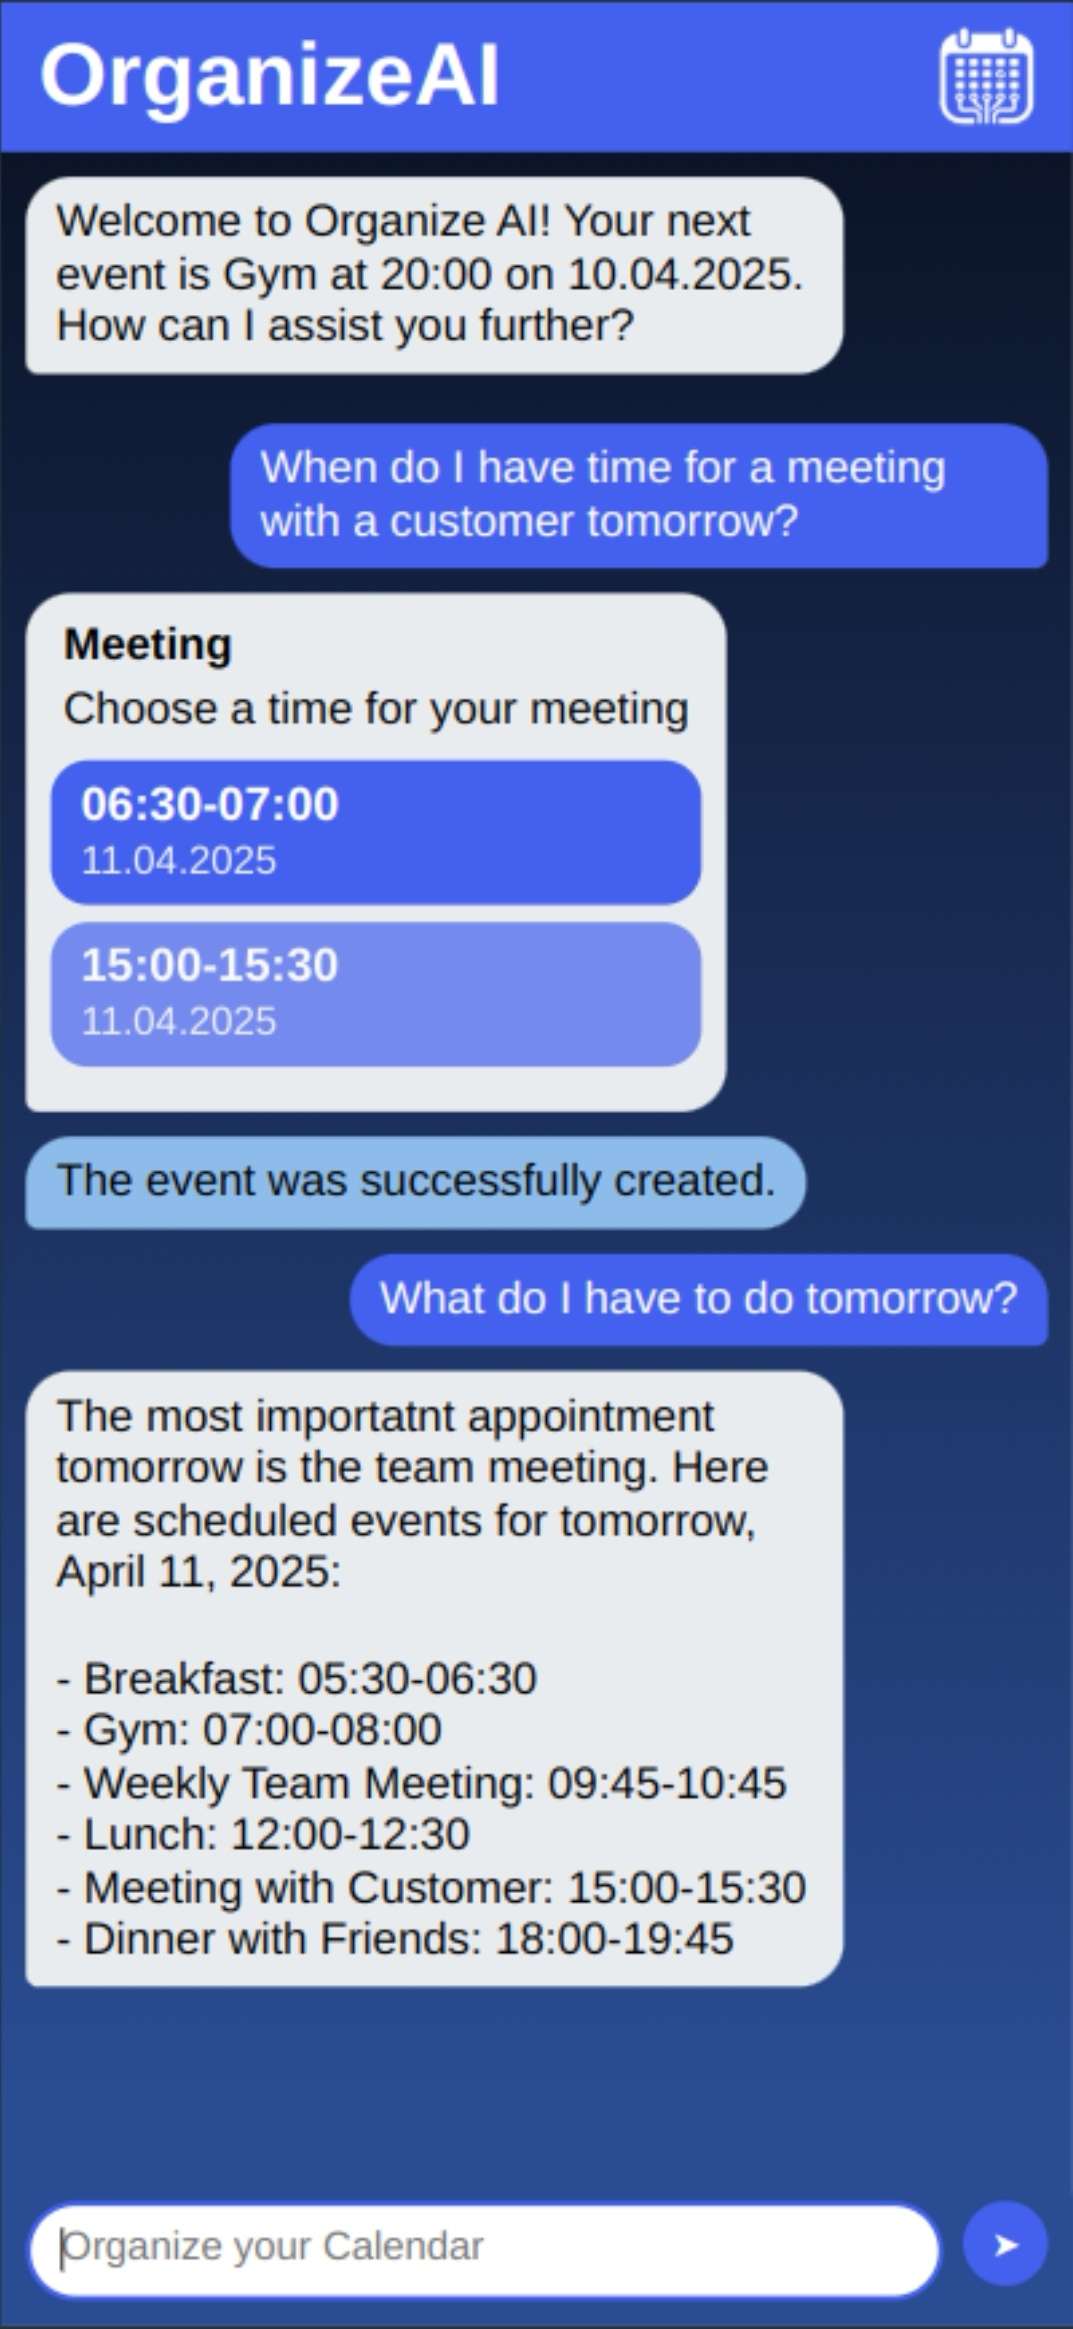 OrganizeAI
Welcome to Organize AI! Your next
event is Gym at 20:00 on 10.04.2025.
How can I assist you further?
When do I have time for a meeting
with a customer tomorrow?
Meeting
Choose a time for your meeting
06:30-07:00
11.04.2025
15:00-15:30
11.04.2025
The event was successfully created.
What do I have to do tomorrow?
The most importatnt appointment
tomorrow is the team meeting. Here
are scheduled events for tomorrow,
April 11, 2025:
- Breakfast: 05:30-06:30
- Gym: 07:00-08:00
- Weekly Team Meeting: 09:45-10:45
- Lunch: 12:00-12:30
- Meeting with Customer: 15:00-15:30
- Dinner with Friends: 18:00-19:45
Organize your Calendar